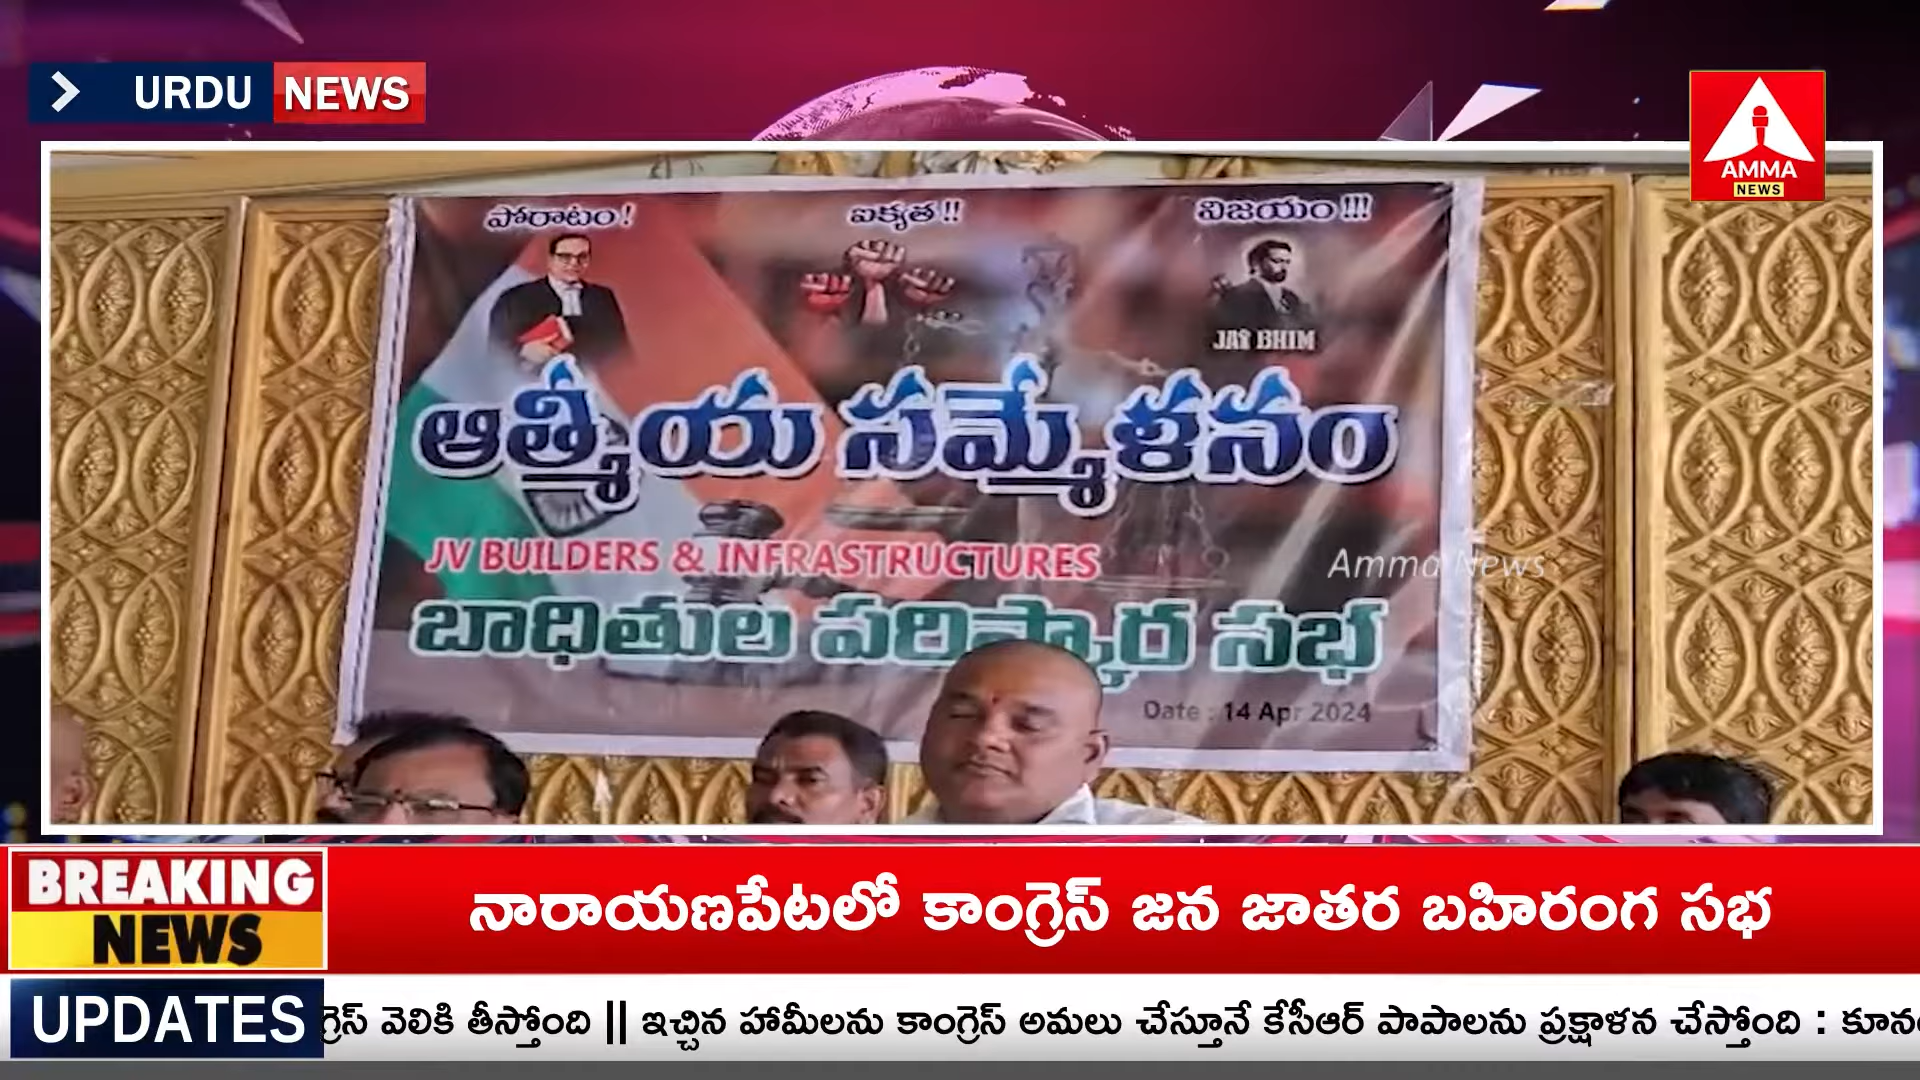 URDU NEWS
AMMA
NEWS
పోరాటం! ఐక్యత!! విజయం!!!
JAI BHIM
ఆత్మీయ సమ్మేళనం
JV BUILDERS & INFRASTRUCTURES
Amma News
బాధితుల పరిష్కార సభ
Date : 14 Apr 2024
BREAKING
NEWS
నారాయణపేటలో కాంగ్రెస్ జన జాతర బహిరంగ సభ
UPDATES
గ్రెస్ వెలికి తీస్తోంది || ఇచ్చిన హామీలను కాంగ్రెస్ అమలు చేస్తూనే కేసీఆర్ పాపాలను ప్రక్షాళన చేస్తోంది : కూన